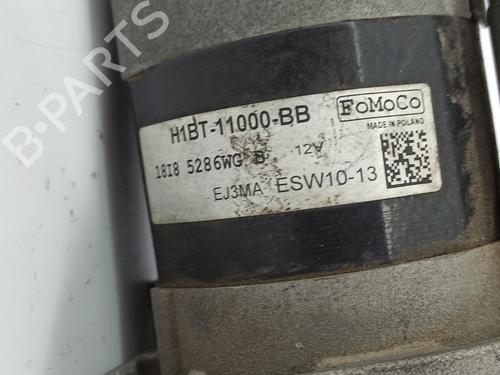 B-PARTS
H1BT-11000-BB
FoMoCo
MADE IN POLAND
18I8 5286WG B 12V
EJ3MA ESW10-13